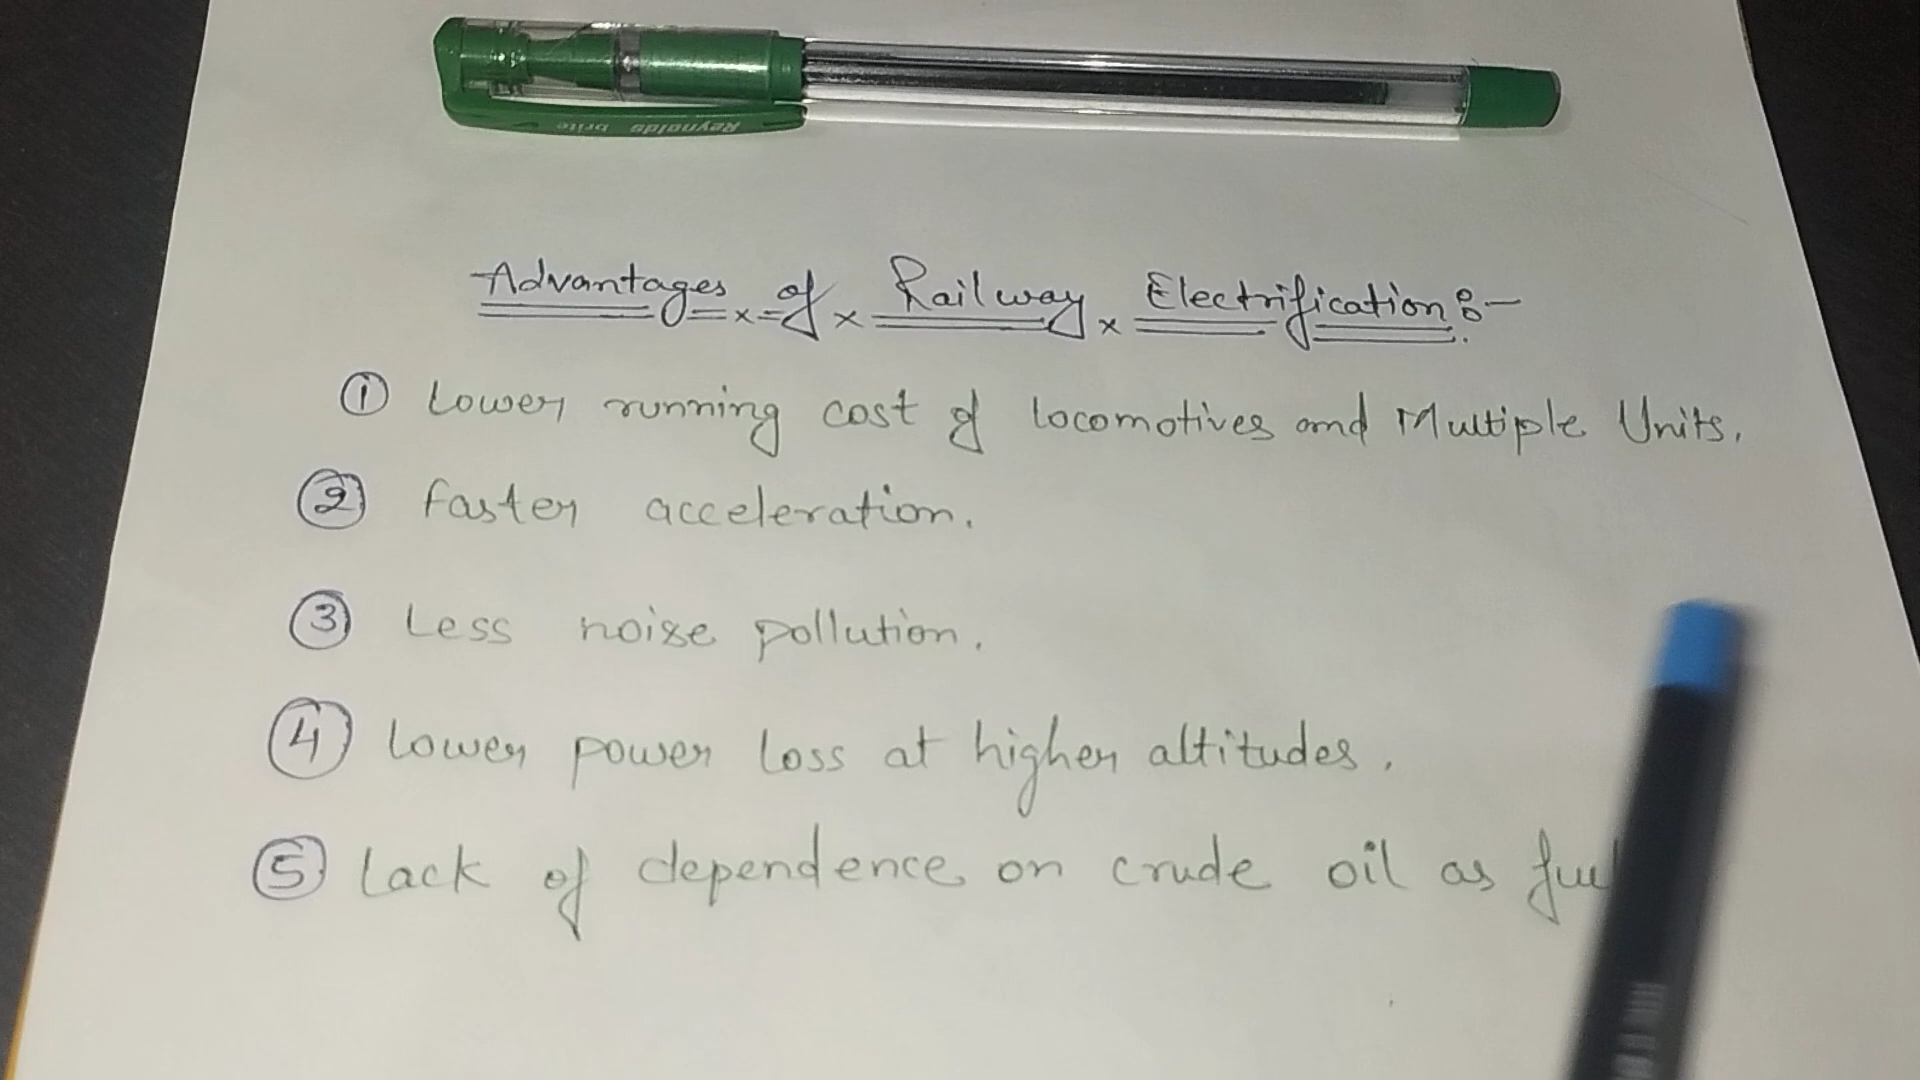 Reynolds brite
Advantages of Railway Electrification :-
① Lower running cost of locomotives and Multiple Units.
② Faster acceleration.
③ Less noise pollution.
④ Lower power loss at higher altitudes.
⑤ Lack of dependence on crude oil as